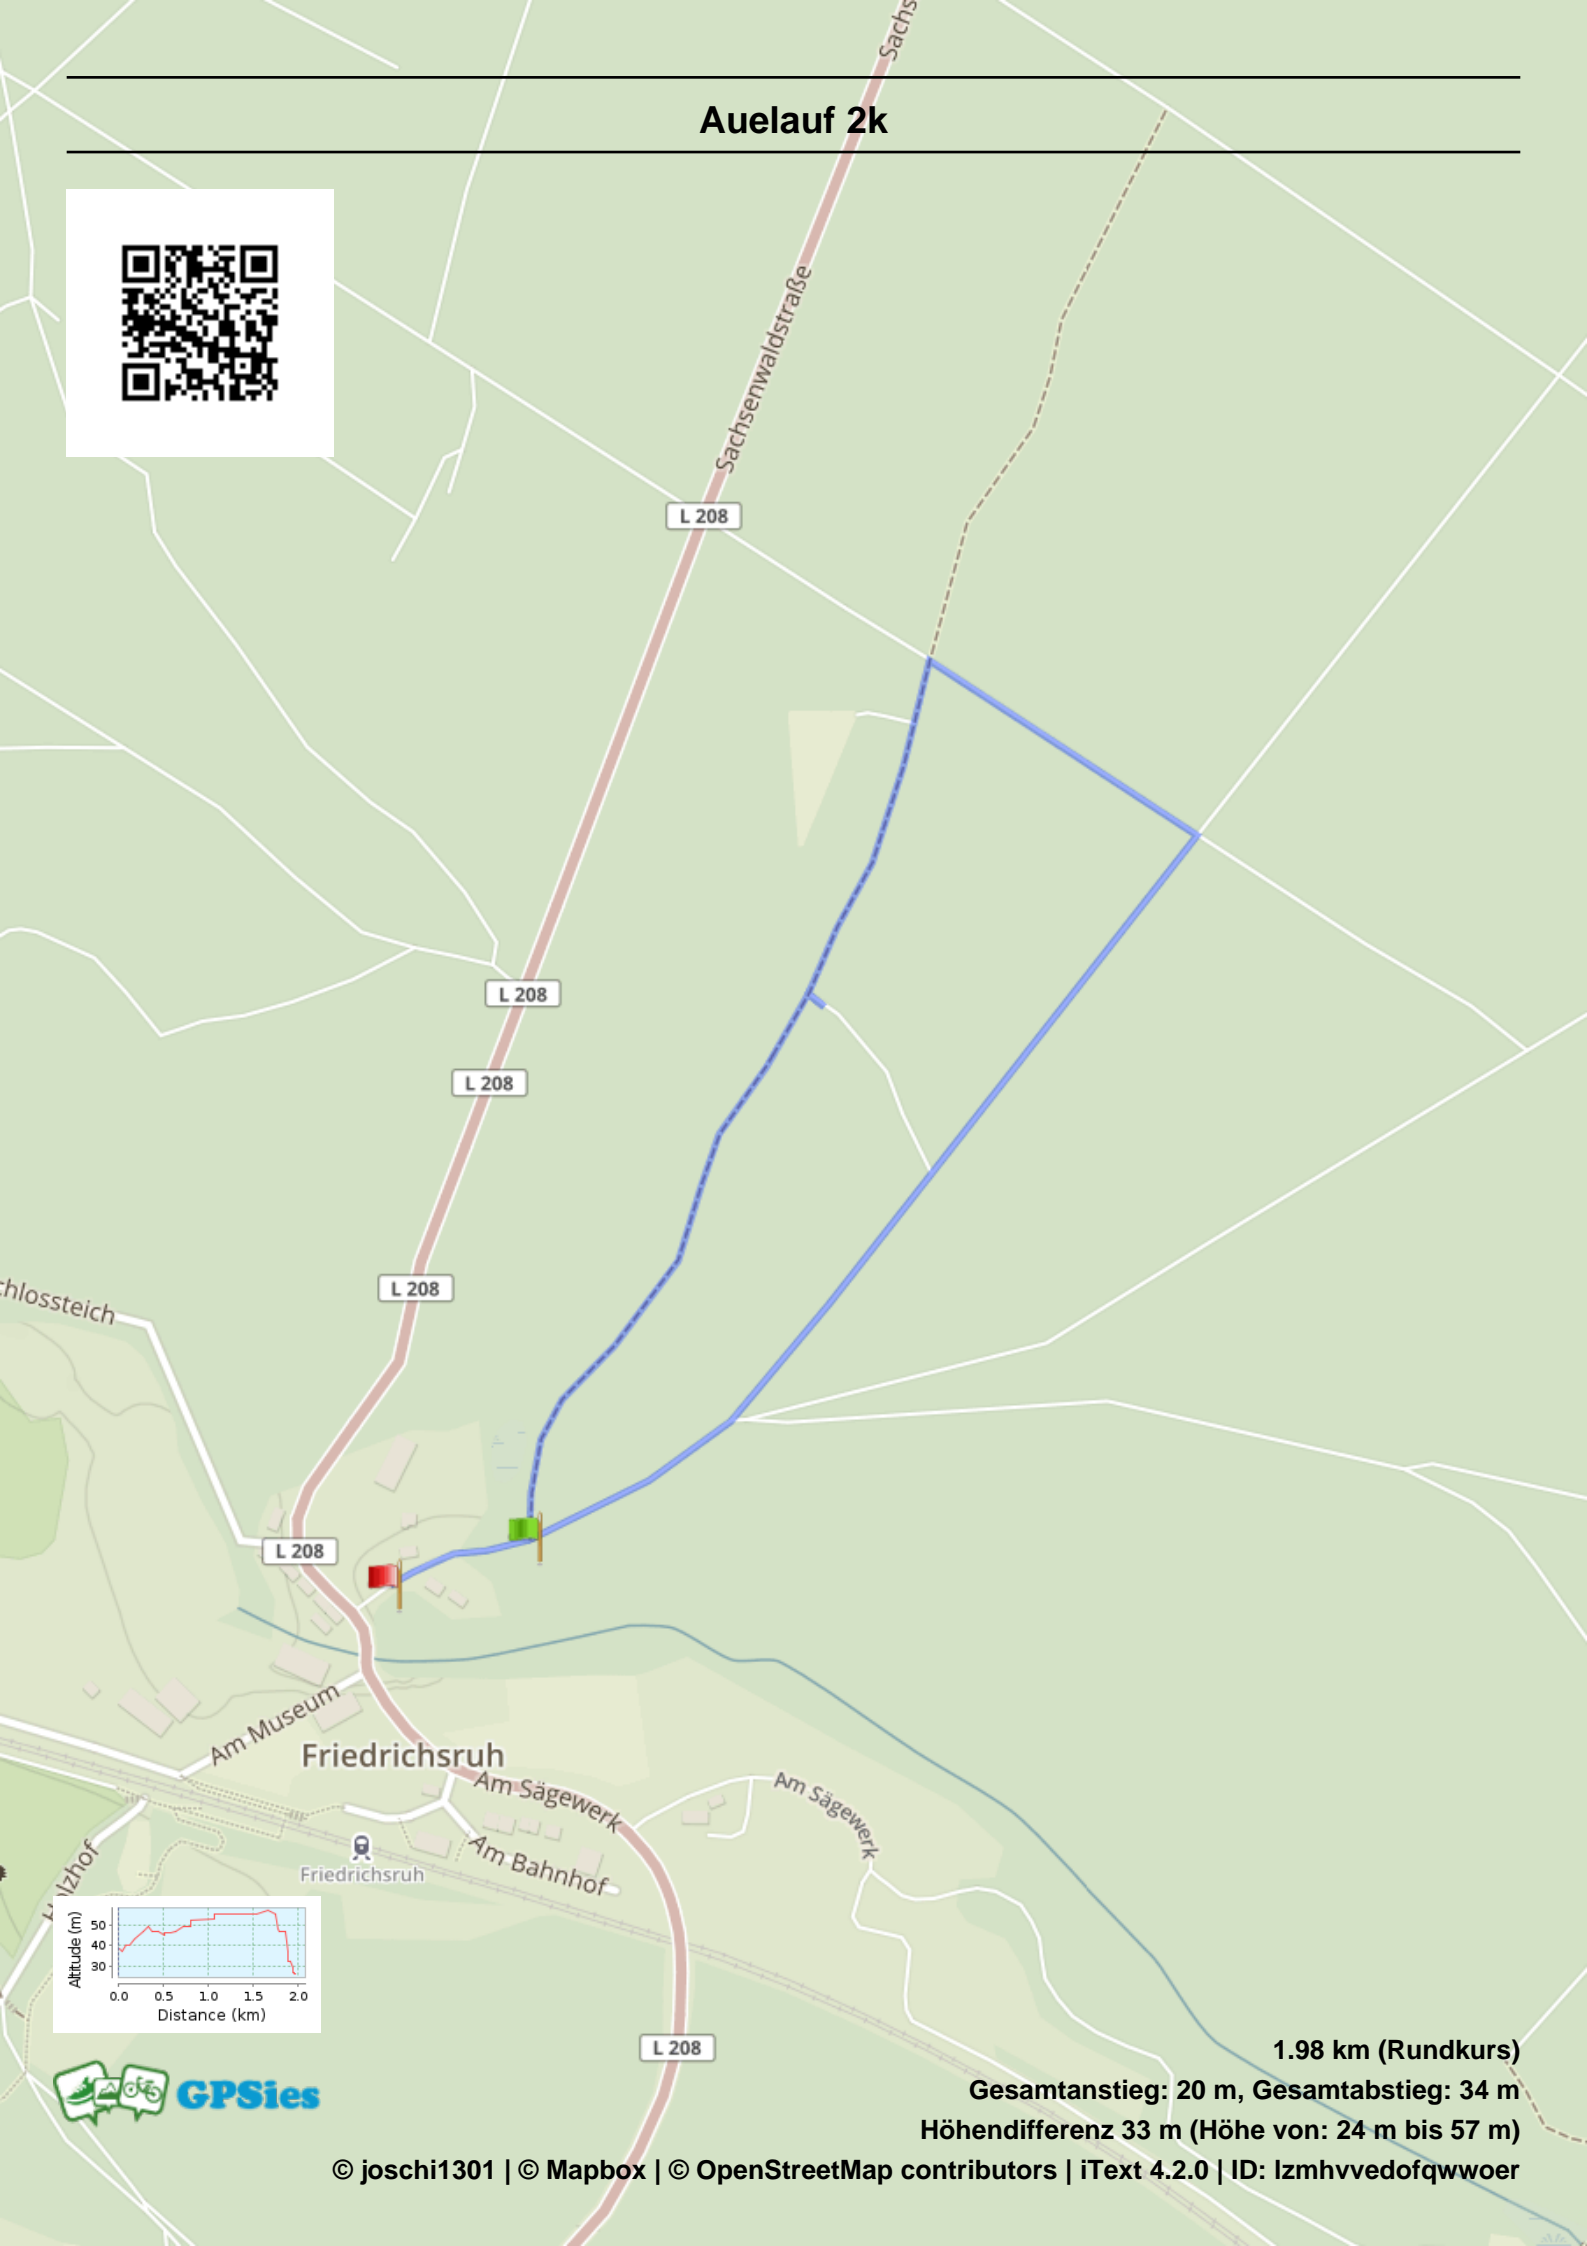 Sachs
Auelauf 2k
Sachsenwaldstraße
L 208
L 208
L 208
L 208
chlossteich
L 208
Am Museum
Friedrichsruh
Am Sägewerk
Am Sägewerk
Am Bahnhof
Friedrichsruh
Holzhof
Altitude (m)
50
40
30
0.0 0.5 1.0 1.5 2.0
Distance (km)
L 208
GPSies
1.98 km (Rundkurs)
Gesamtanstieg: 20 m, Gesamtabstieg: 34 m
Höhendifferenz 33 m (Höhe von: 24 m bis 57 m)
© joschi1301 | © Mapbox | © OpenStreetMap contributors | iText 4.2.0 | ID: lzmhvvedofqwwoer